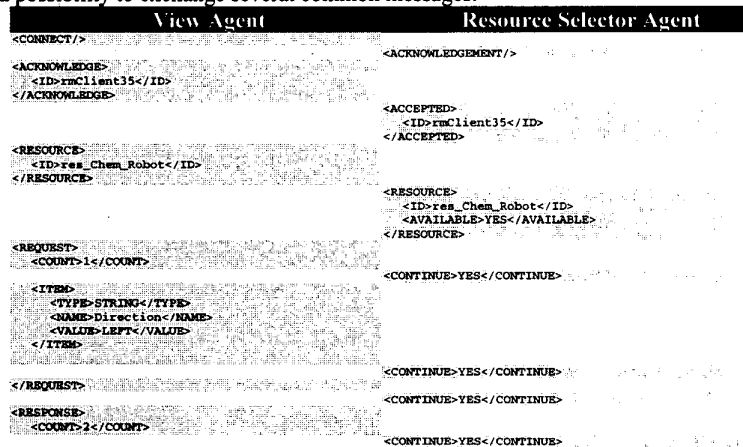 a possibility to exchange several common messages.
View Agent Resource Selector Agent
<CONNECT/>
<ACKNOWLEDGEMENT/>
<ACKNOWLEDGE>
<ID>rmClient35</ID>
</ACKNOWLEDGE>
<ACCEPTED>
<ID>rmClient35</ID>
</ACCEPTED>
<RESOURCE>
<ID>res_Chem_Robot</ID>
</RESOURCE>
<RESOURCE>
<ID>res_Chem_Robot</ID>
<AVAILABLE>YES</AVAILABLE>
</RESOURCE>
<REQUEST>
<COUNT>1</COUNT>
<CONTINUE>YES</CONTINUE>
<ITEM>
<TYPE>STRING</TYPE>
<NAME>Direction</NAME>
<VALUE>LEFT</VALUE>
</ITEM>
<CONTINUE>YES</CONTINUE>
</REQUEST>
<CONTINUE>YES</CONTINUE>
<RESPONSE>
<COUNT>2</COUNT>
<CONTINUE>YES</CONTINUE>